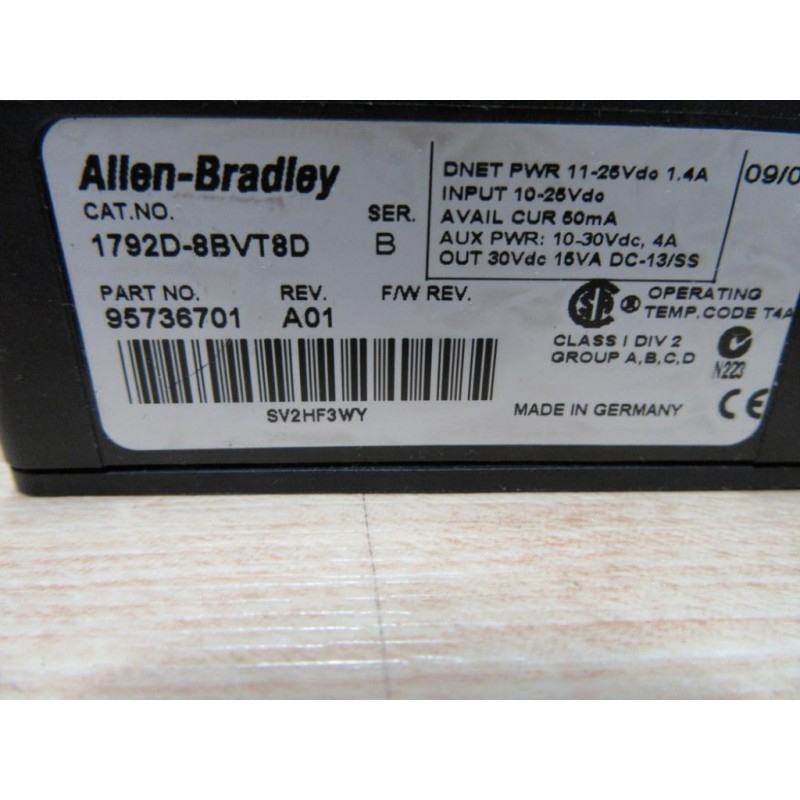 Allen-Bradley
CAT.NO. SER.
1792D-8BVT8D B
PART NO. REV. F/W REV.
95736701 A01
SV2HF3WY
DNET PWR 11-25Vdc 1.4A
INPUT 10-25Vdc
AVAIL CUR 50mA
AUX PWR: 10-30Vdc, 4A
OUT 30Vdc 15VA DC-13/SS
09/0
OPERATING
TEMP.CODE T4A
CLASS I DIV 2
GROUP A,B,C,D
N223
MADE IN GERMANY
CE